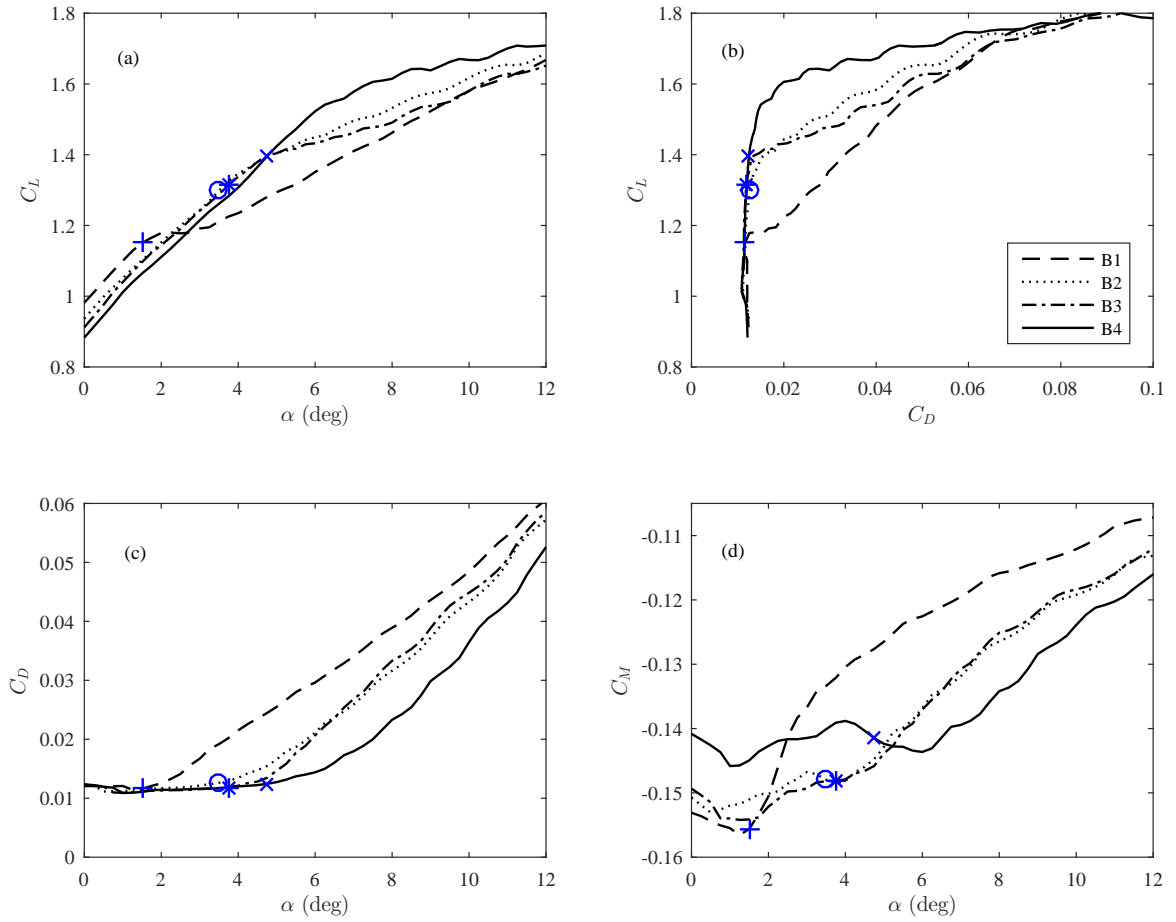 (a)
1.8
1.6
1.4
1.2
1
0.8
C_L
0 2 4 6 8 10 12
α (deg)
(b)
1.8
1.6
1.4
1.2
1
0.8
C_L
B1
B2
B3
B4
0 0.02 0.04 0.06 0.08 0.1
C_D
(c)
0.06
0.05
0.04
0.03
0.02
0.01
0
C_D
0 2 4 6 8 10 12
α (deg)
(d)
-0.11
-0.12
-0.13
-0.14
-0.15
-0.16
C_M
0 2 4 6 8 10 12
α (deg)